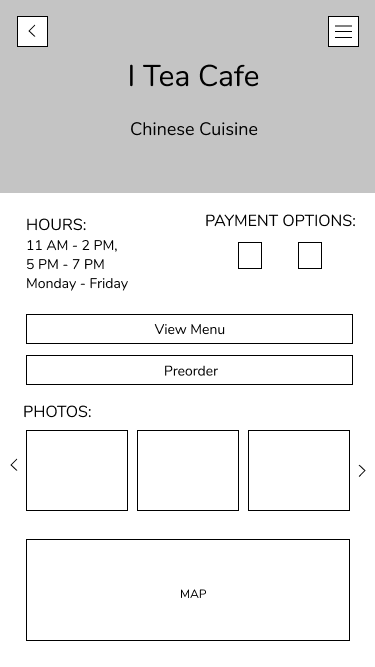 I Tea Cafe
Chinese Cuisine
HOURS:
11 AM - 2 PM,
5 PM - 7 PM
Monday - Friday
PAYMENT OPTIONS:
View Menu
Preorder
PHOTOS:
MAP